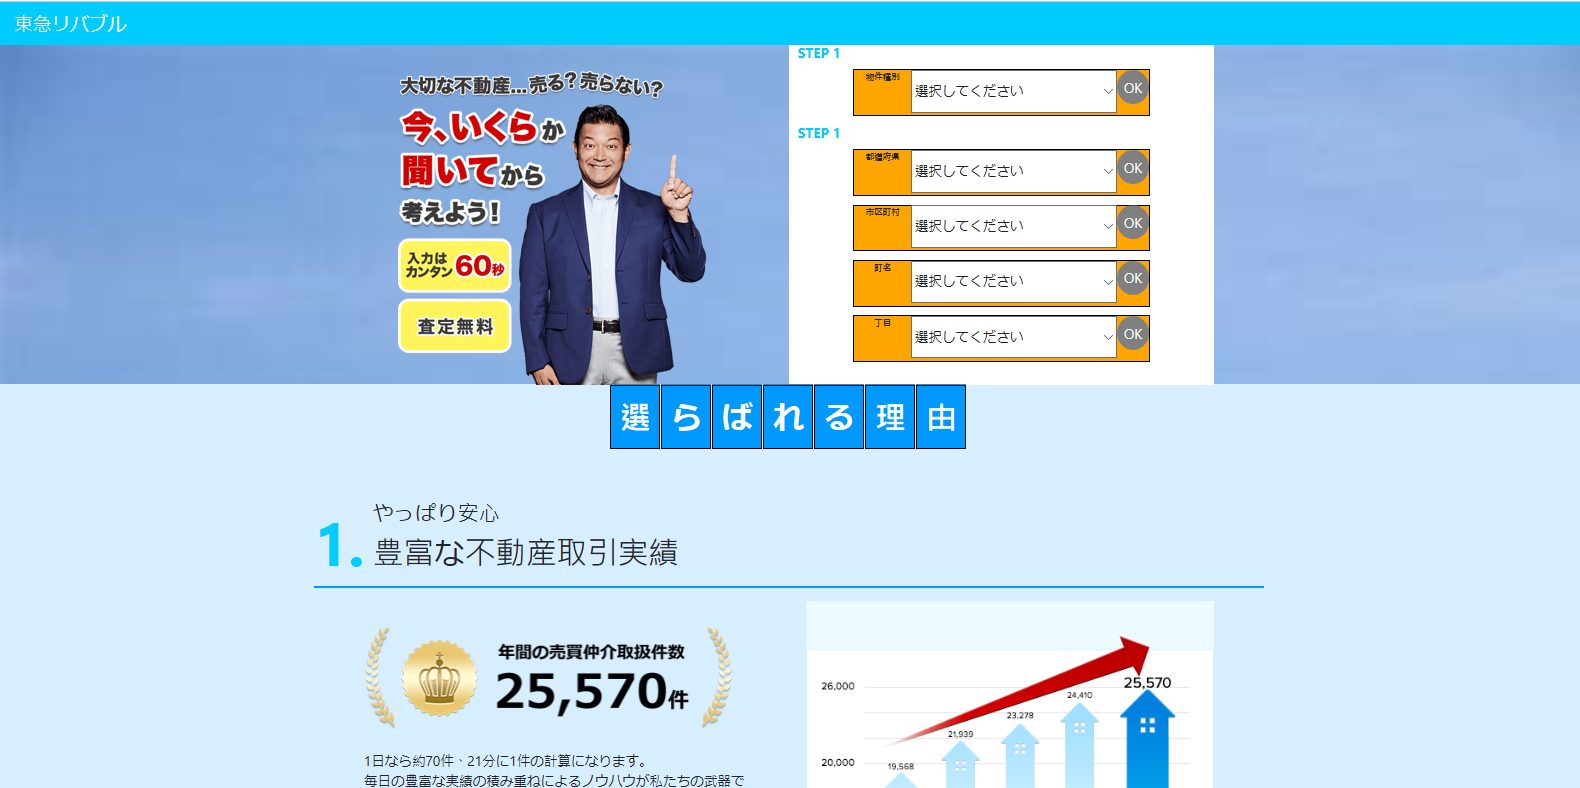 東急リバブル
大切な不動産...売る?売らない?
今、いくらか
聞いてから
考えよう!
入力は
カンタン60秒
査定無料
STEP 1
物件種別
選択してください
OK
STEP 1
都道府県
選択してください
OK
市区町村
選択してください
OK
町名
選択してください
OK
丁目
選択してください
OK
選らばれる理由
やっぱり安心
1.
豊富な不動産取引実績
年間の売買仲介取扱件数
25,570件
1日なら約70件、21分に1件の計算になります。
毎日の豊富な実績の積み重ねによるノウハウが私たちの武器で
26,000
20,000
19,568
21,939
23,278
24,410
25,570